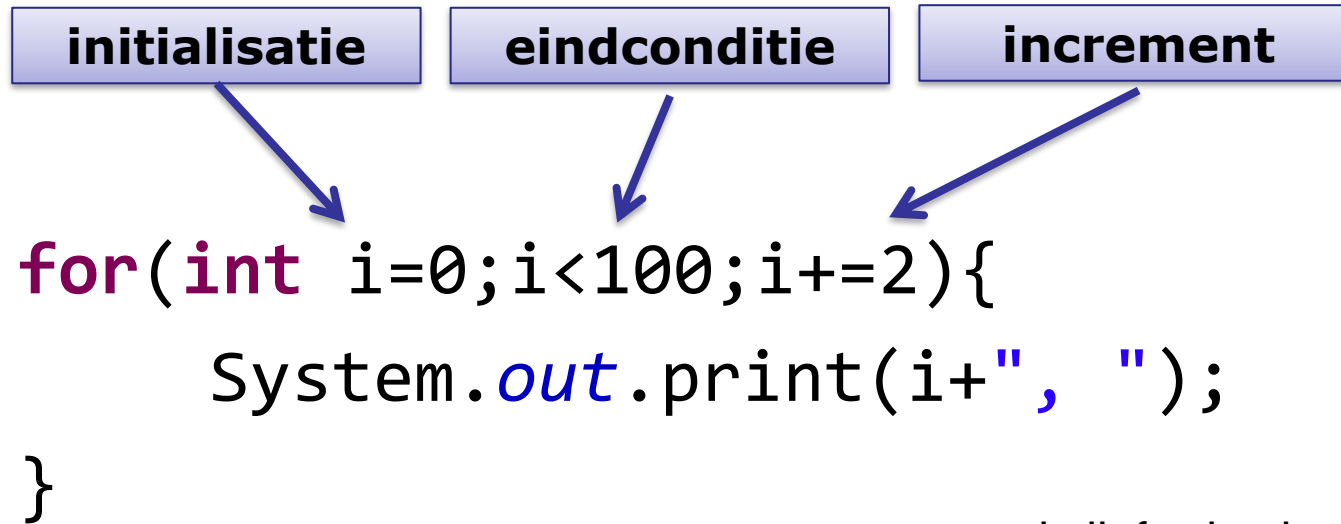 initialisatie eindconditie increment
for(int i=0;i<100;i+=2){
System.out.print(i+", ");
}